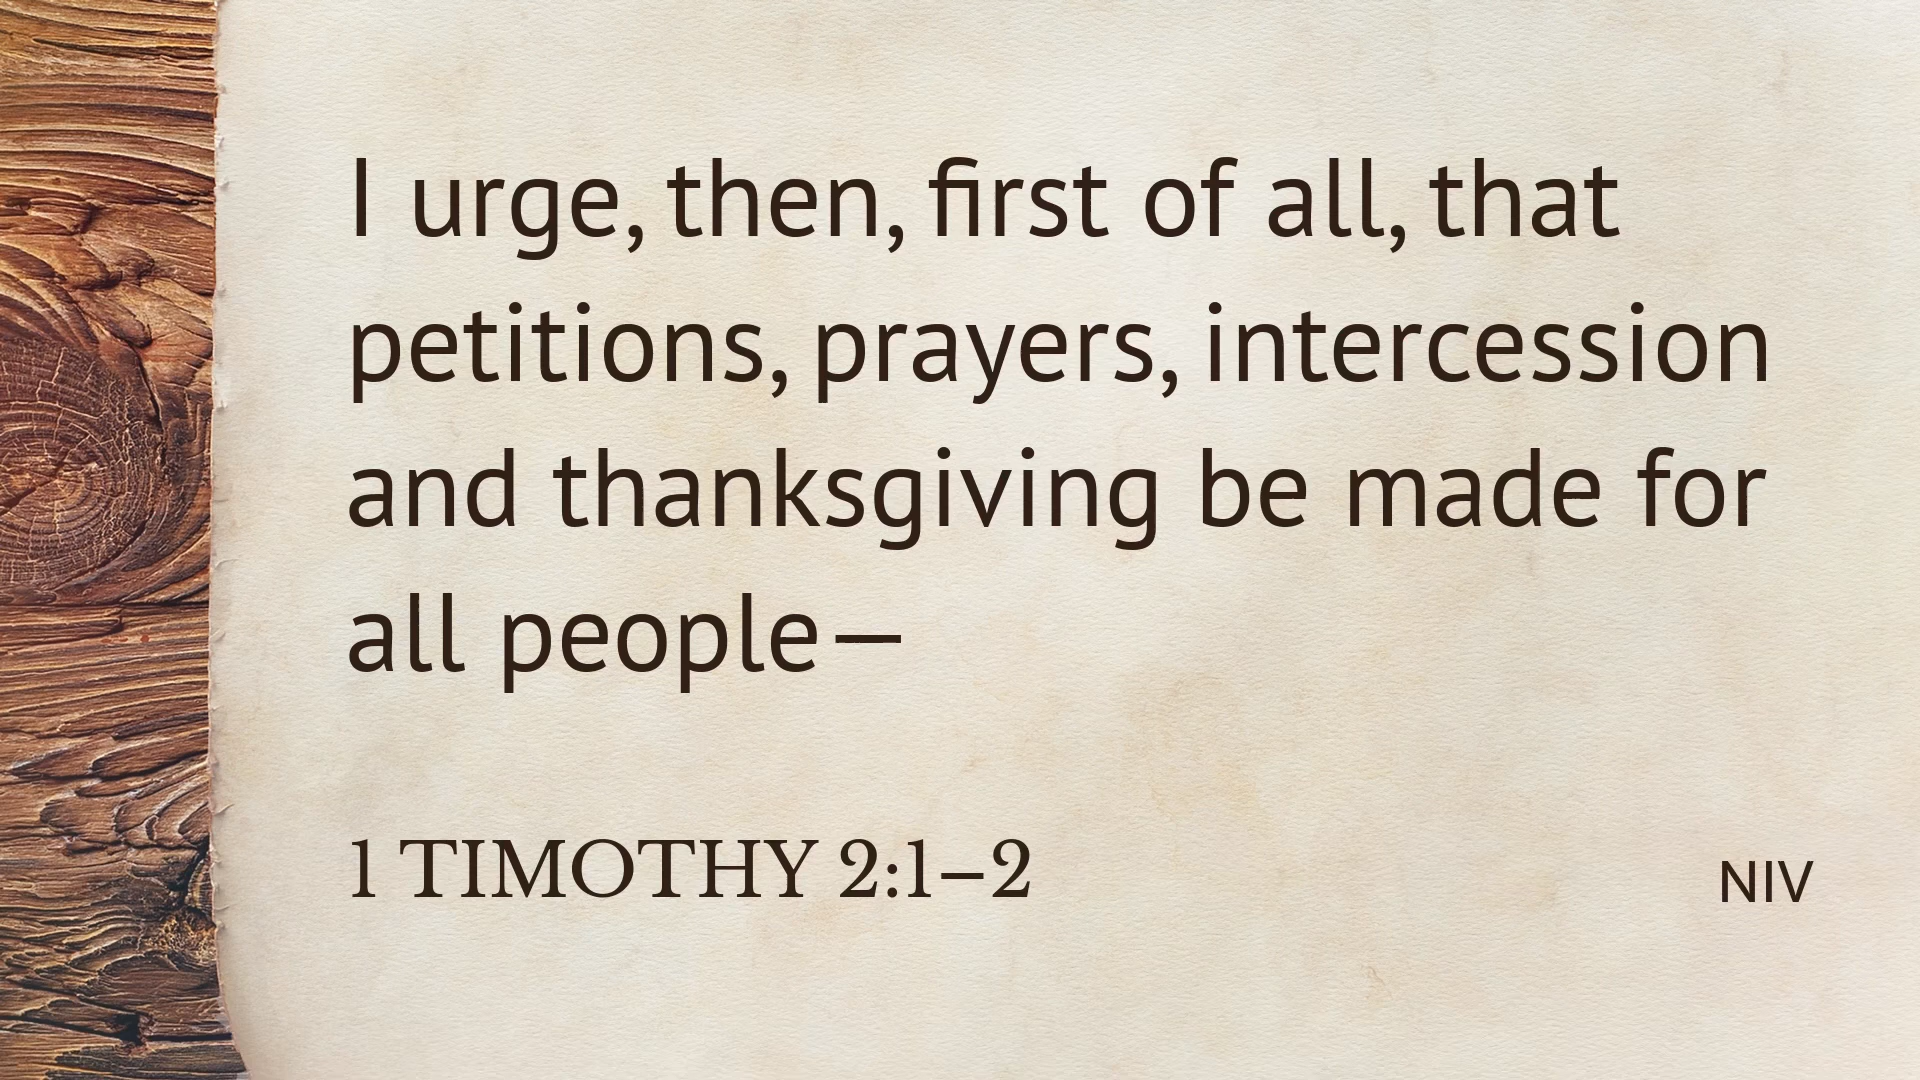 I urge, then, first of all, that
petitions, prayers, intercession
and thanksgiving be made for
all people—
1 TIMOTHY 2:1–2
NIV